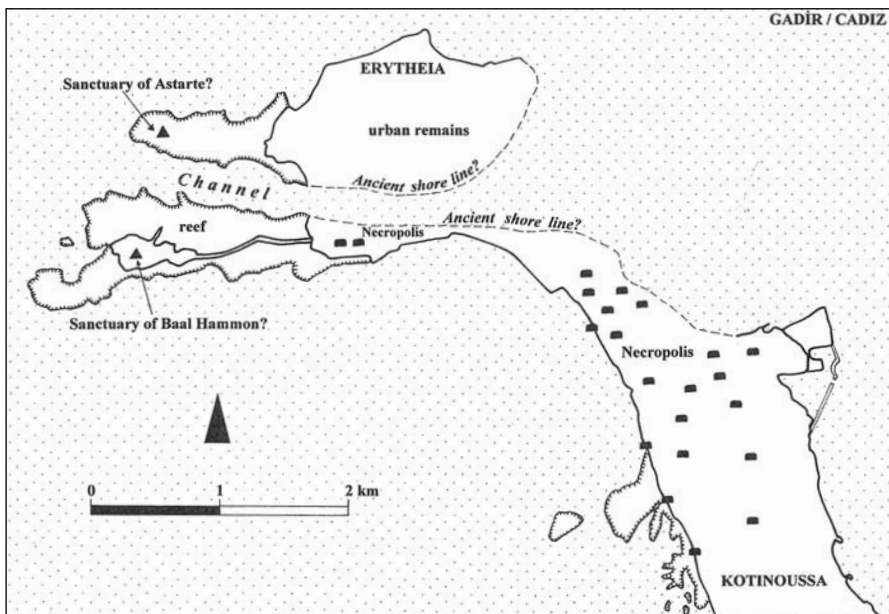 GADÌR / CADIZ
ERYTHEIA
Sanctuary of Astarte?
urban remains
Channel
Ancient shore line?
reef
Necropolis
Ancient shore line?
Sanctuary of Baal Hammon?
Necropolis
0 1 2 km
KOTINOUSSA